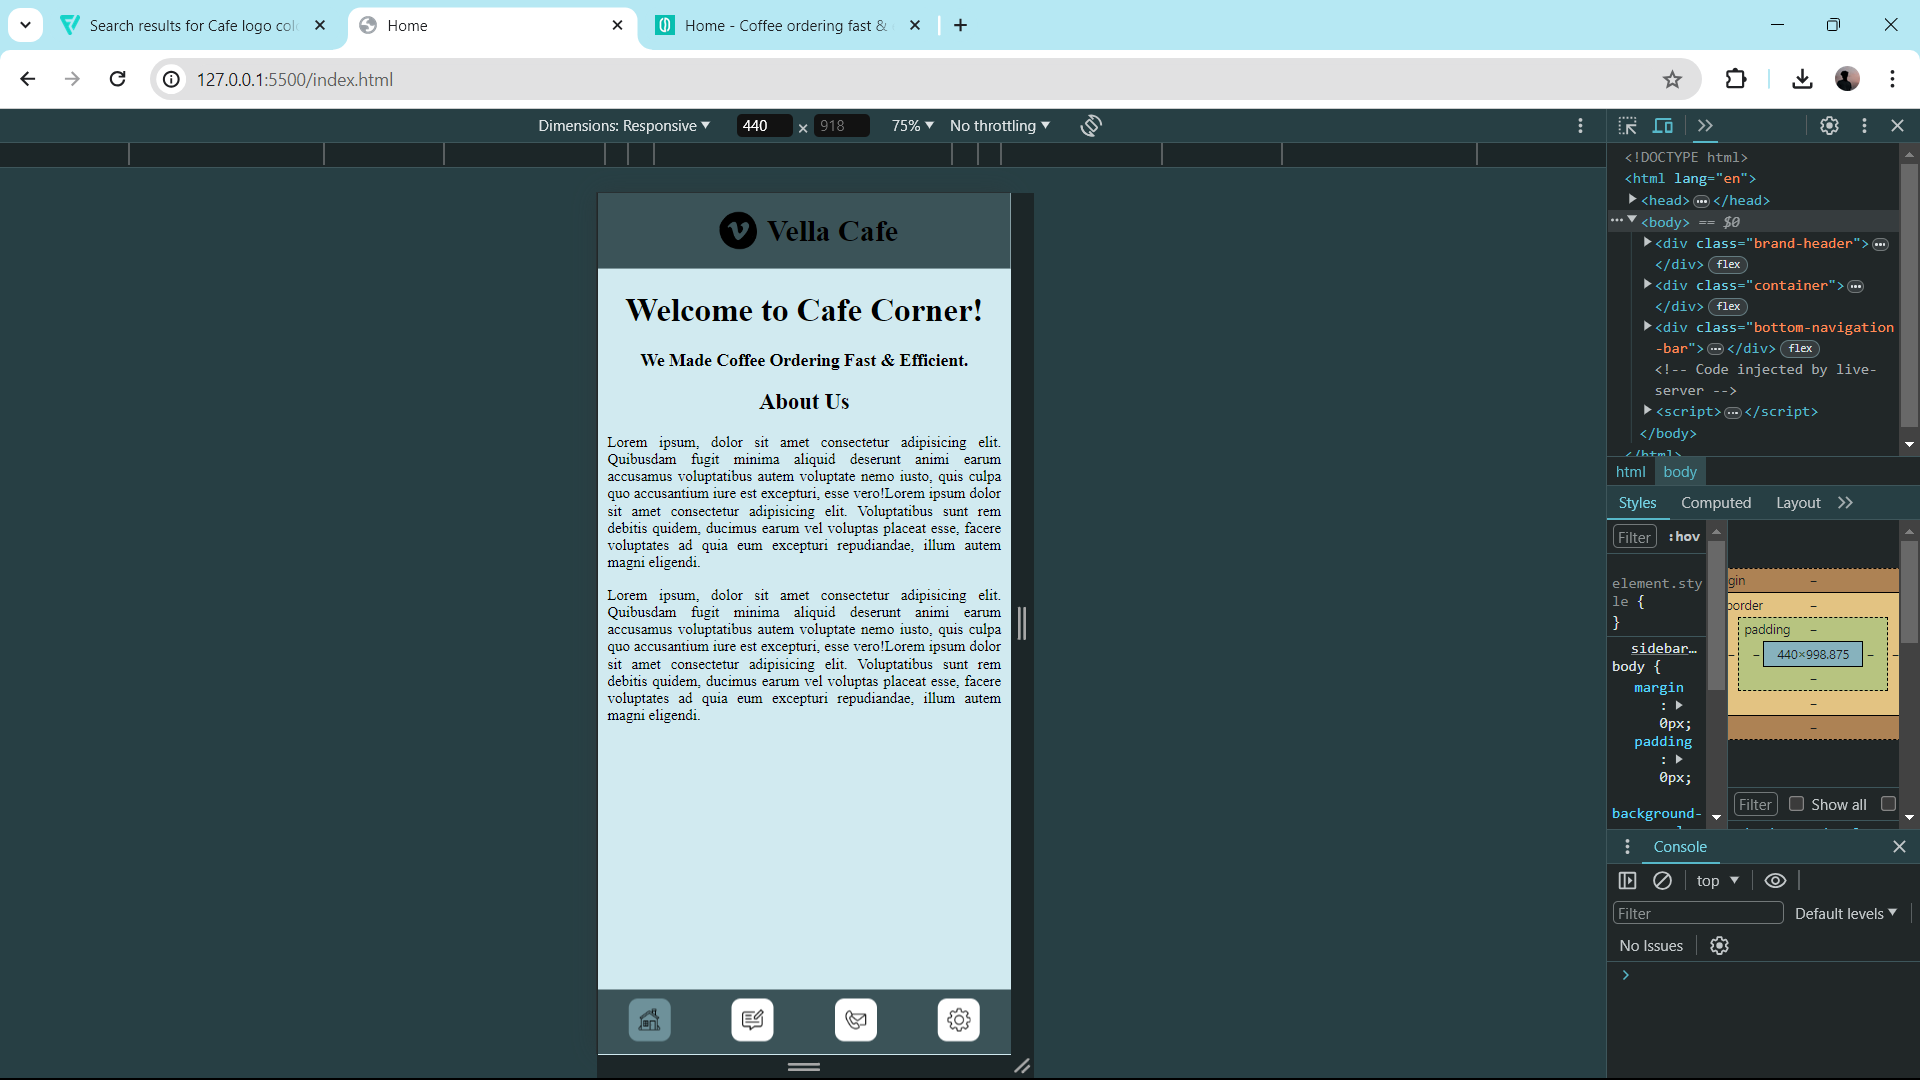 Search results for Cafe logo col
Home
Home - Coffee ordering fast &
127.0.0.1:5500/index.html
Dimensions: Responsive
440
×
918
75%
No throttling
Vella Cafe
Welcome to Cafe Corner!
We Made Coffee Ordering Fast & Efficient.
About Us
Lorem ipsum, dolor sit amet consectetur adipisicing elit.
Quibusdam fugit minima aliquid deserunt animi earum
accusamus voluptatibus autem voluptate nemo iusto, quis culpa
quo accusantium iure est excepturi, esse vero!Lorem ipsum dolor
sit amet consectetur adipisicing elit. Voluptatibus sunt rem
debitis quidem, ducimus earum vel voluptas placeat esse, facere
voluptates ad quia eum excepturi repudiandae, illum autem
magni eligendi.
Lorem ipsum, dolor sit amet consectetur adipisicing elit.
Quibusdam fugit minima aliquid deserunt animi earum
accusamus voluptatibus autem voluptate nemo iusto, quis culpa
quo accusantium iure est excepturi, esse vero!Lorem ipsum dolor
sit amet consectetur adipisicing elit. Voluptatibus sunt rem
debitis quidem, ducimus earum vel voluptas placeat esse, facere
voluptates ad quia eum excepturi repudiandae, illum autem
magni eligendi.
<!DOCTYPE html>
<html lang="en">
<head> </head>
<body> == $0
<div class="brand-header">
</div> flex
<div class="container">
</div> flex
<div class="bottom-navigation
-bar"> </div> flex
<!-- Code injected by live-
server -->
<script> </script>
</body>
</html>
html body
Styles Computed Layout
Filter :hov
element.sty
le {
}
sidebar…
body {
margin
:
0px;
padding
:
0px;
background-
gin –
border –
padding –
– 440×998.875 –
–
–
–
Filter Show all
Console
top
Filter Default levels
No Issues